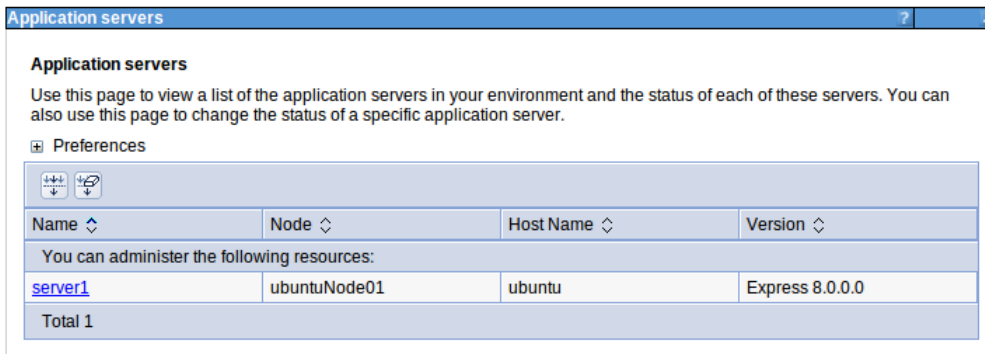 Application servers ?
Application servers
Use this page to view a list of the application servers in your environment and the status of each of these servers. You can
also use this page to change the status of a specific application server.
Preferences
Name Node Host Name Version
You can administer the following resources:
server1 ubuntuNode01 ubuntu Express 8.0.0.0
Total 1